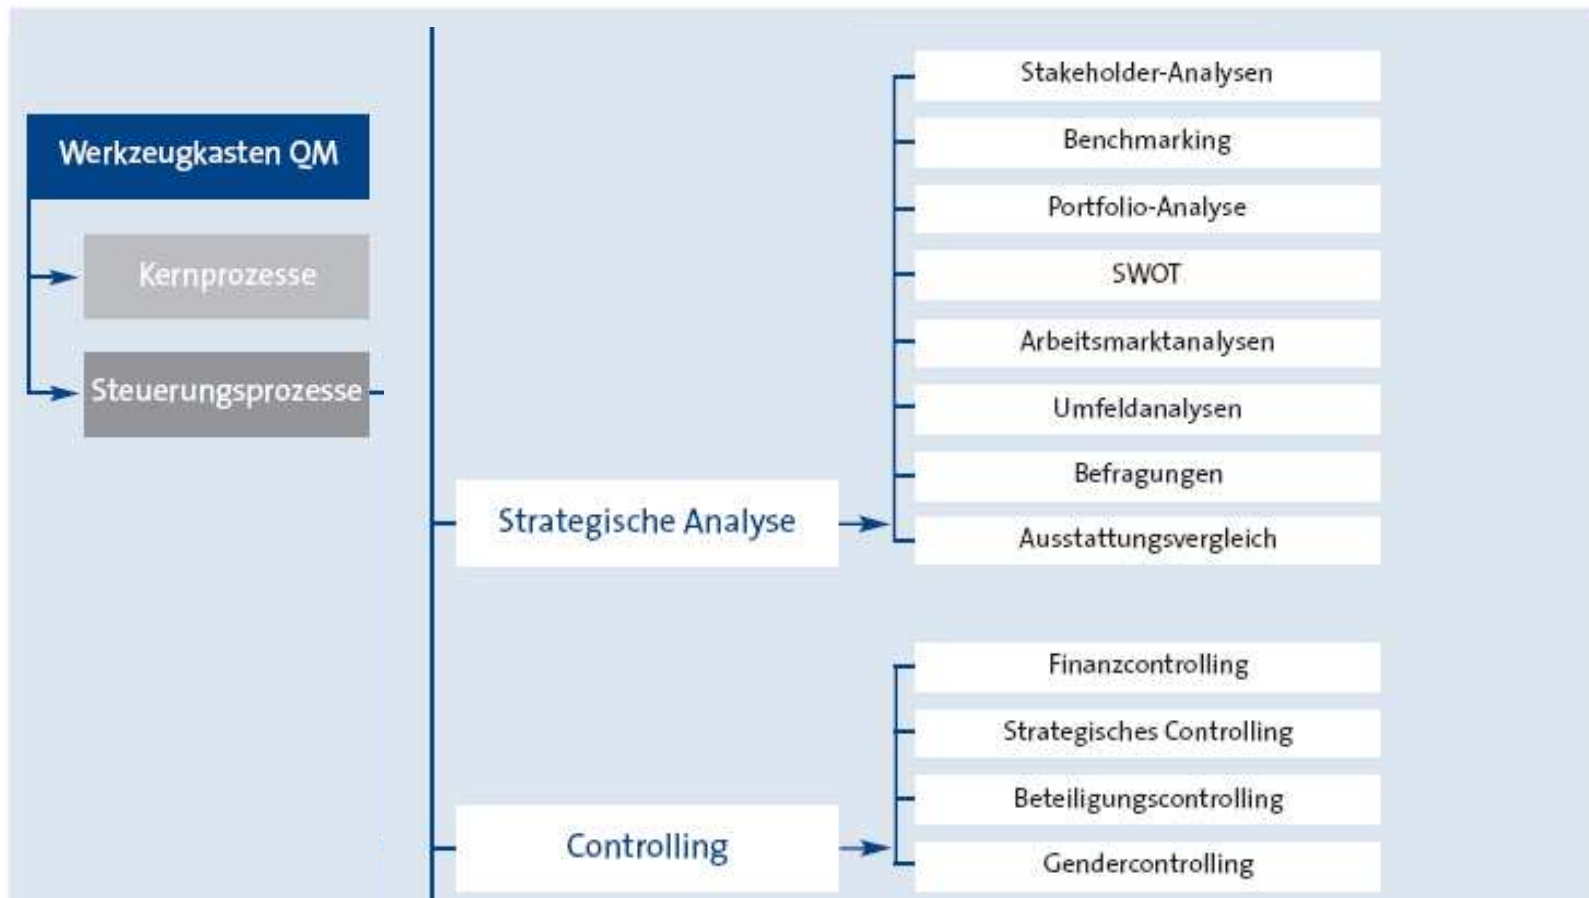 Werkzeugkasten QM
Kernprozesse
Steuerungsprozesse
Strategische Analyse
Stakeholder-Analysen
Benchmarking
Portfolio-Analyse
SWOT
Arbeitsmarktanalysen
Umfeldanalysen
Befragungen
Ausstattungsvergleich
Controlling
Finanzcontrolling
Strategisches Controlling
Beteiligungscontrolling
Gendercontrolling